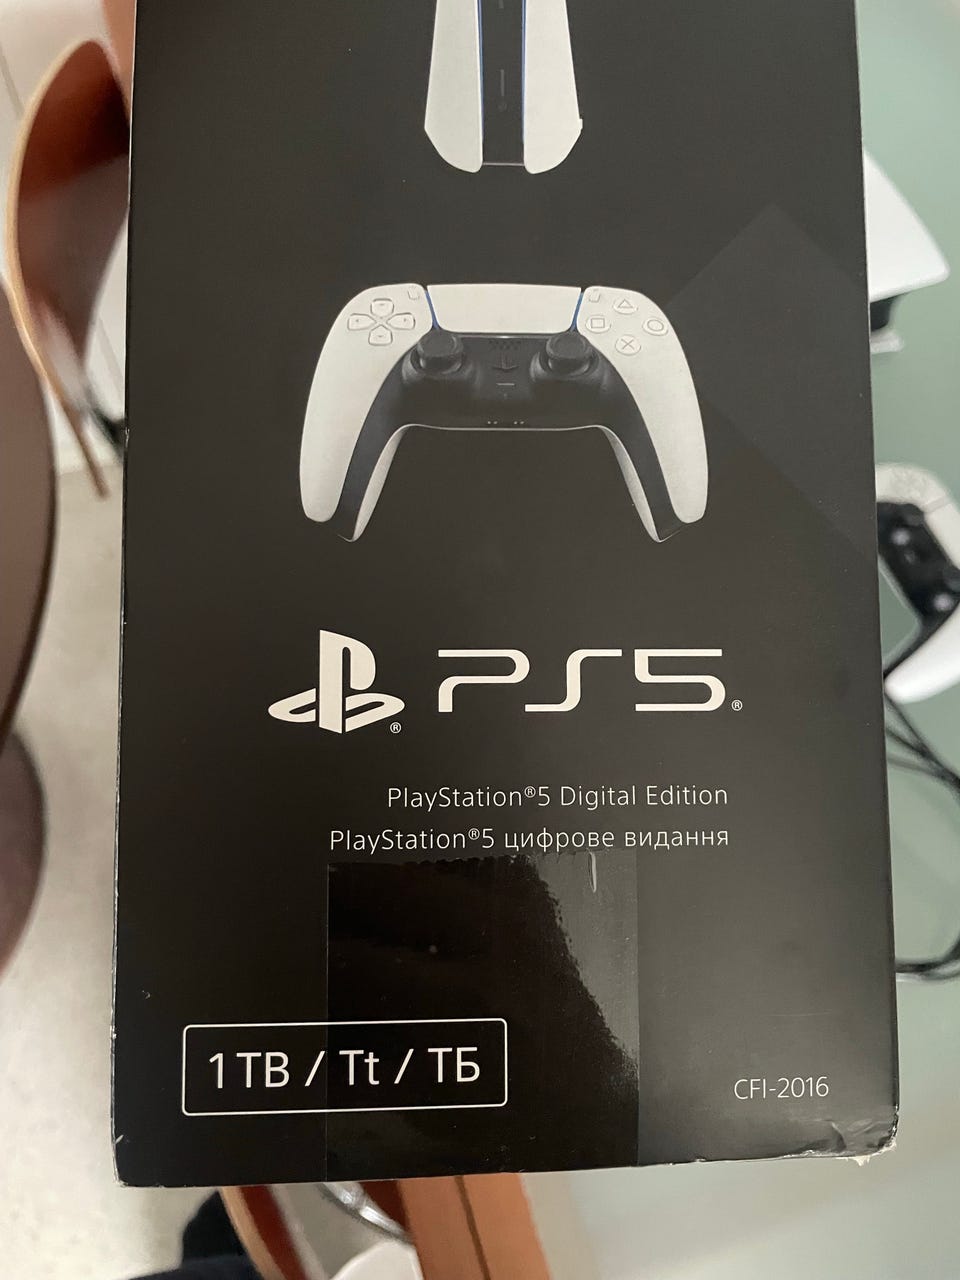 PS5®
PlayStation®5 Digital Edition
PlayStation®5 цифрове видання
1TB / Tt / ТБ
CFI-2016